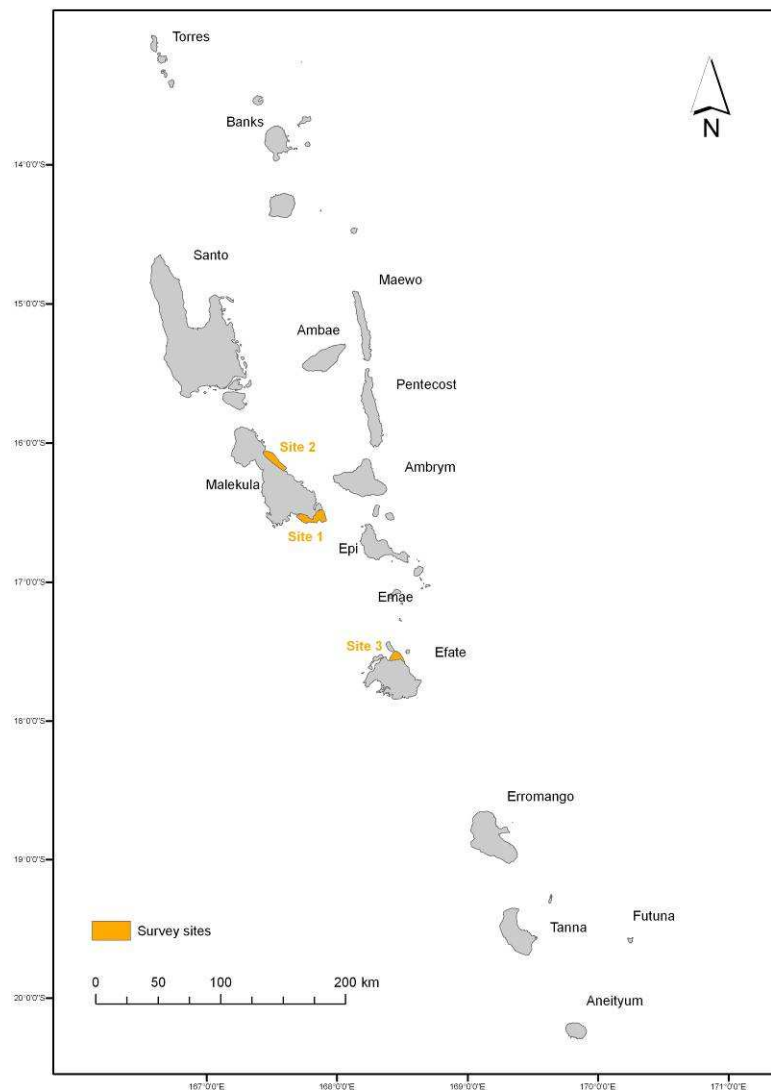 Torres
Banks
N
14°0'0"S
Santo
Maewo
15°0'0"S
Ambae
Pentecost
16°0'0"S
Site 2
Ambrym
Malekula
Site 1
Epi
17°0'0"S
Emae
Site 3
Efate
18°0'0"S
Erromango
19°0'0"S
Survey sites
Futuna
Tanna
0 50 100 200 km
20°0'0"S
Aneityum
167°0'0"E 168°0'0"E 169°0'0"E 170°0'0"E 171°0'0"E